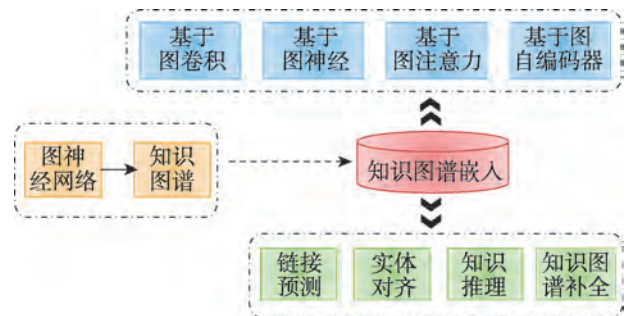 基于
图卷积
基于
图神经
基于
图注意力
基于图
自编码器
图神
经网络
知识
图谱
知识图谱嵌入
链接
预测
实体
对齐
知识
推理
知识图
谱补全